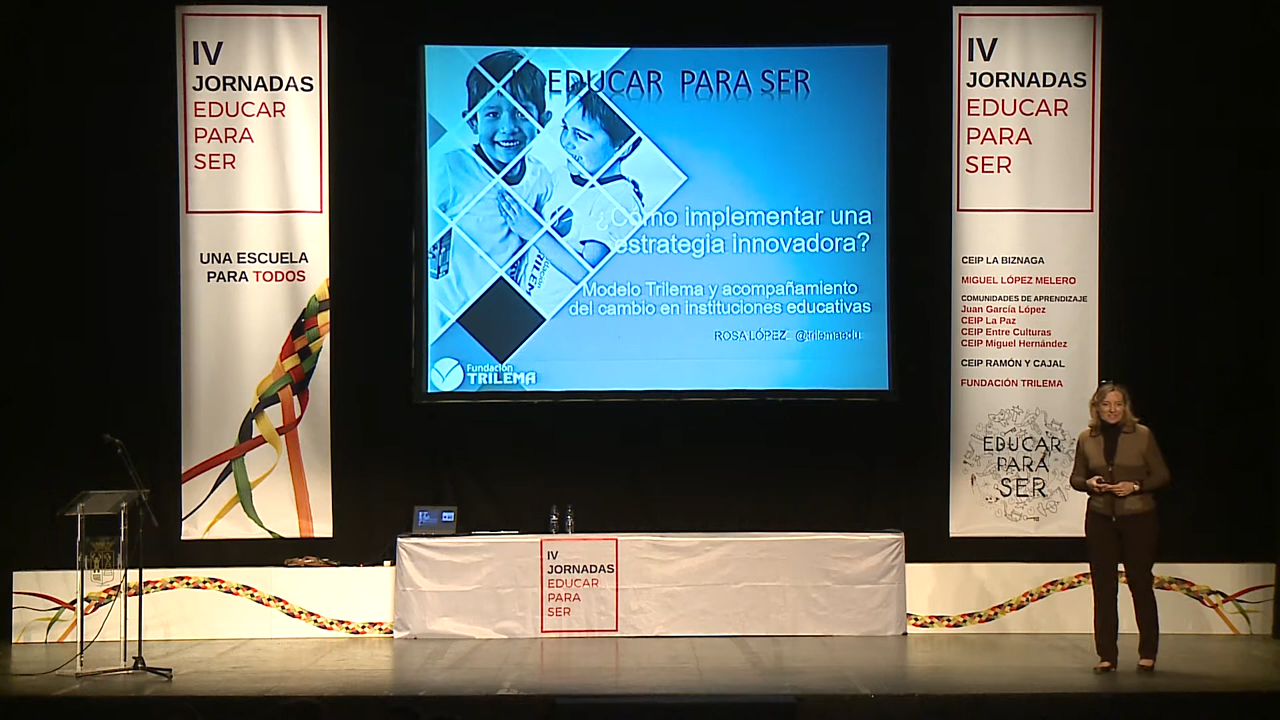 IV
JORNADAS
EDUCAR
PARA
SER
UNA ESCUELA
PARA TODOS
EDUCAR PARA SER
¿Cómo implementar una
estrategia innovadora?
Modelo Trilema y acompañamiento
del cambio en instituciones educativas
ROSA LÓPEZ @trilemaedu
Fundación
TRILEMA
IV
JORNADAS
EDUCAR
PARA
SER
CEIP LA BIZNAGA
MIGUEL LÓPEZ MELERO
COMUNIDADES DE APRENDIZAJE
Juan García López
CEIP La Paz
CEIP Entre Culturas
CEIP Miguel Hernández
CEIP RAMÓN Y CAJAL
FUNDACIÓN TRILEMA
EDUCAR
PARA
SER
IV
JORNADAS
EDUCAR
PARA
SER